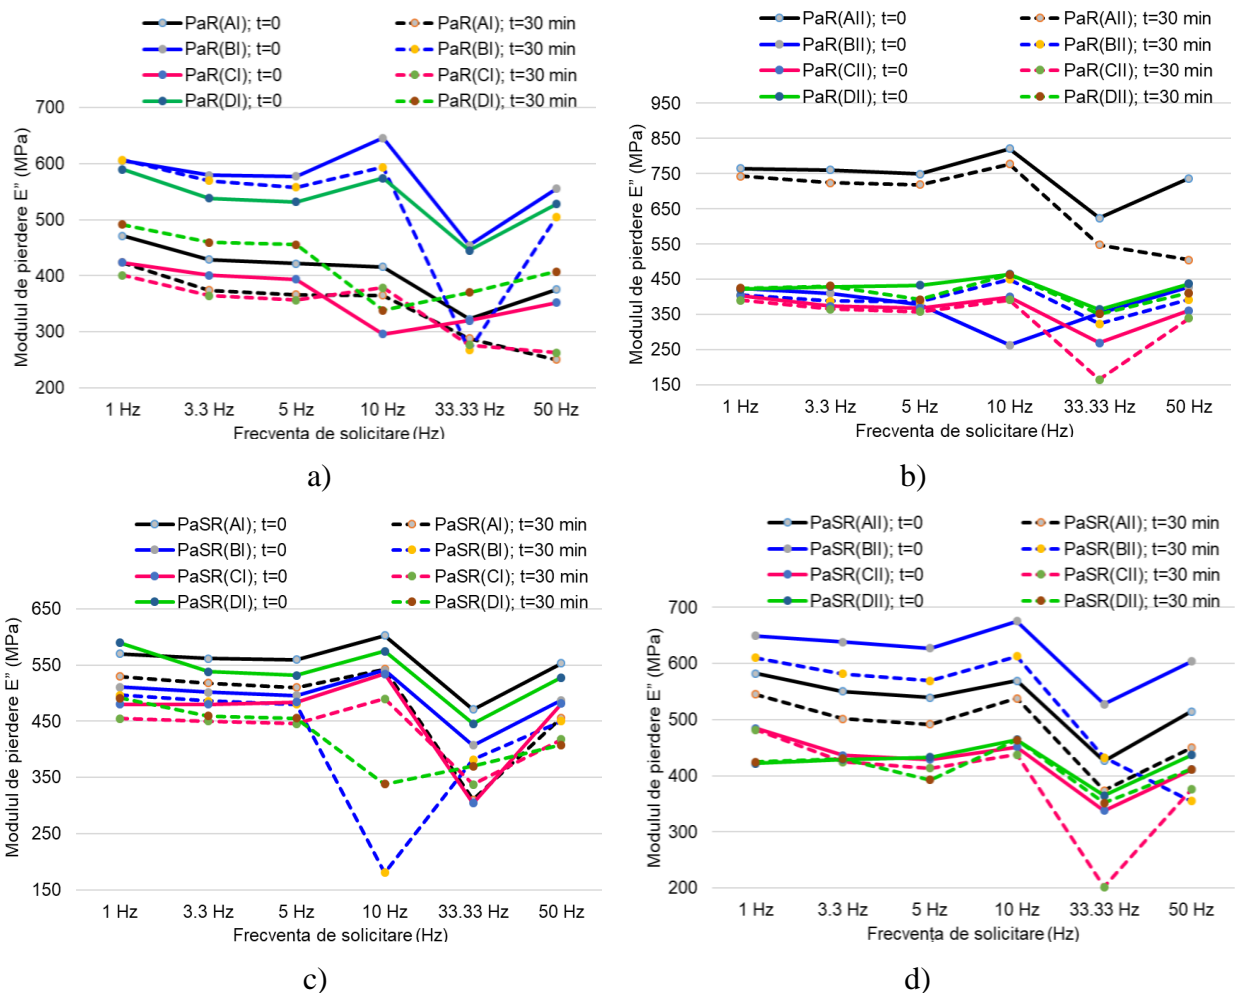 PaR(AI); t=0 PaR(AI); t=30 min
PaR(BI); t=0 PaR(BI); t=30 min
PaR(CI); t=0 PaR(CI); t=30 min
PaR(DI); t=0 PaR(DI); t=30 min
Modulul de pierdere E” (MPa)
700
600
500
400
300
200
1 Hz 3.3 Hz 5 Hz 10 Hz 33.33 Hz 50 Hz
Frecventa de solicitare (Hz)
a)
PaR(AII); t=0 PaR(AII); t=30 min
PaR(BII); t=0 PaR(BII); t=30 min
PaR(CII); t=0 PaR(CII); t=30 min
PaR(DII); t=0 PaR(DII); t=30 min
Modulul de pierdere E” (MPa)
950
850
750
650
550
450
350
250
150
1 Hz 3.3 Hz 5 Hz 10 Hz 33.33 Hz 50 Hz
Frecventa de solicitare (Hz)
b)
PaSR(AI); t=0 PaSR(AI); t=30 min
PaSR(BI); t=0 PaSR(BI); t=30 min
PaSR(CI); t=0 PaSR(CI); t=30 min
PaSR(DI); t=0 PaSR(DI); t=30 min
Modulul de pierdere E” (MPa)
650
550
450
350
250
150
1 Hz 3.3 Hz 5 Hz 10 Hz 33.33 Hz 50 Hz
Frecventa de solicitare (Hz)
c)
PaSR(AII); t=0 PaSR(AII); t=30 min
PaSR(BII); t=0 PaSR(BII); t=30 min
PaSR(CII); t=0 PaSR(CII); t=30 min
PaSR(DII); t=0 PaSR(DII); t=30 min
Modulul de pierdere E” (MPa)
700
600
500
400
300
200
1 Hz 3.3 Hz 5 Hz 10 Hz 33.33 Hz 50 Hz
Frecvența de solicitare (Hz)
d)